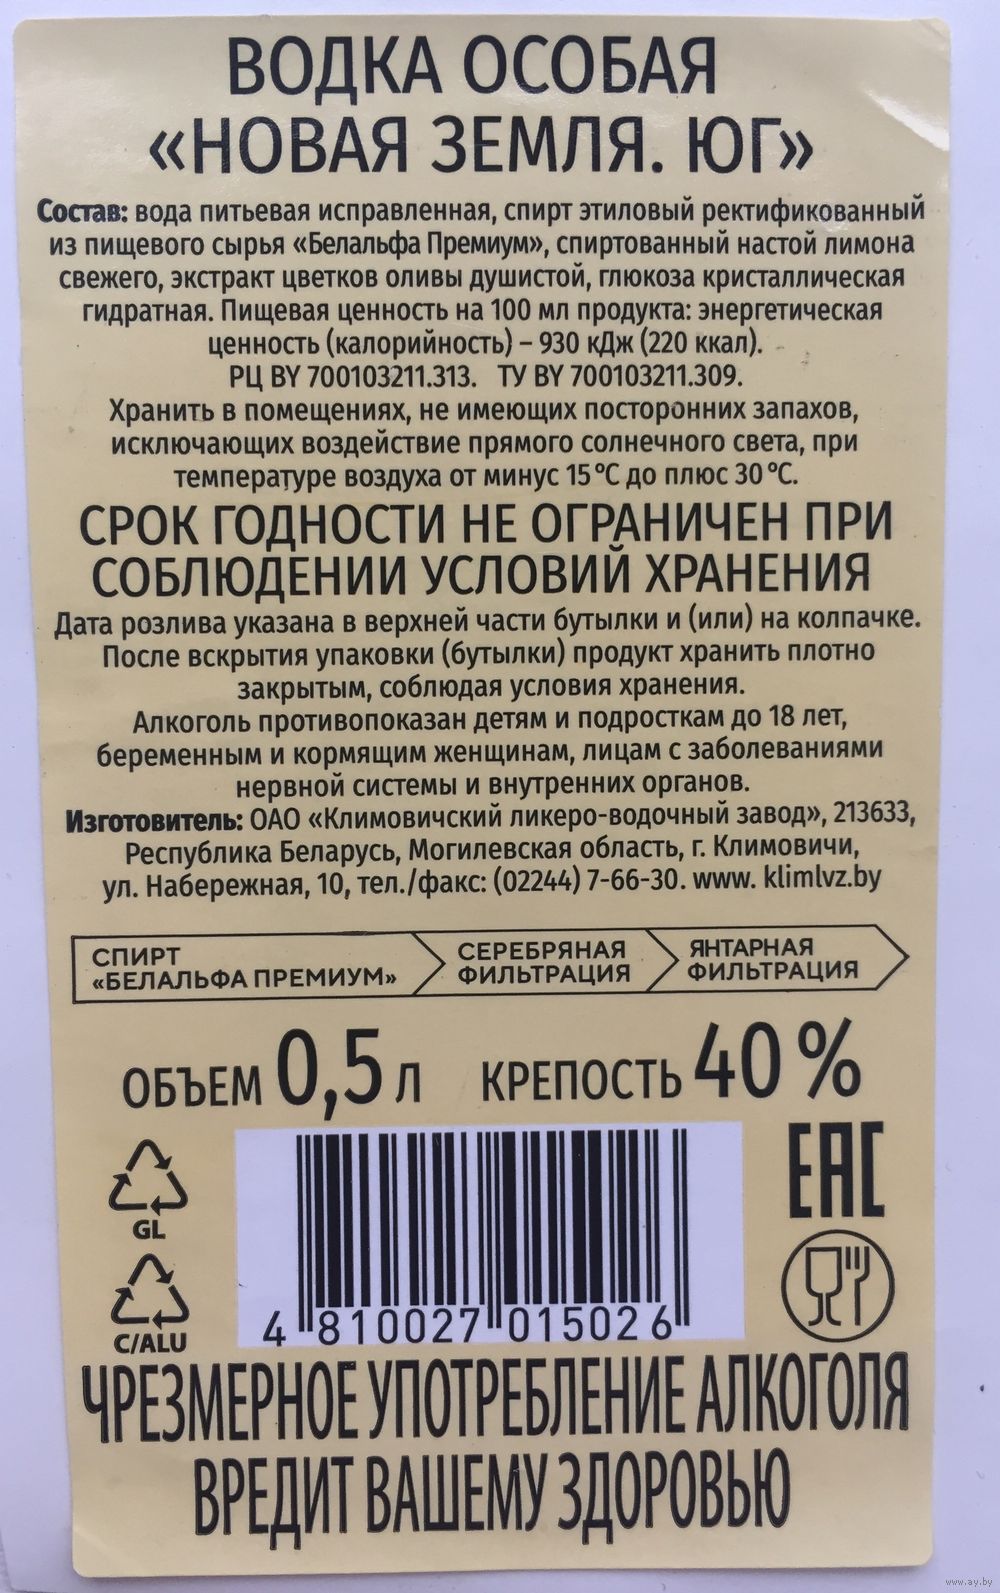 ВОДКА ОСОБАЯ
«НОВАЯ ЗЕМЛЯ. ЮГ»
Состав: вода питьевая исправленная, спирт этиловый ректификованный
из пищевого сырья «Белальфа Премиум», спиртованный настой лимона
свежего, экстракт цветков оливы душистой, глюкоза кристаллическая
гидратная. Пищевая ценность на 100 мл продукта: энергетическая
ценность (калорийность) – 930 кДж (220 ккал).
РЦ BY 700103211.313. ТУ BY 700103211.309.
Хранить в помещениях, не имеющих посторонних запахов,
исключающих воздействие прямого солнечного света, при
температуре воздуха от минус 15 °C до плюс 30 °C.
СРОК ГОДНОСТИ НЕ ОГРАНИЧЕН ПРИ
СОБЛЮДЕНИИ УСЛОВИЙ ХРАНЕНИЯ
Дата розлива указана в верхней части бутылки и (или) на колпачке.
После вскрытия упаковки (бутылки) продукт хранить плотно
закрытым, соблюдая условия хранения.
Алкоголь противопоказан детям и подросткам до 18 лет,
беременным и кормящим женщинам, лицам с заболеваниями
нервной системы и внутренних органов.
Изготовитель: ОАО «Климовичский ликеро-водочный завод», 213633,
Республика Беларусь, Могилевская область, г. Климовичи,
ул. Набережная, 10, тел./факс: (02244) 7-66-30. www. klimlvz.by
СПИРТ
«БЕЛАЛЬФА ПРЕМИУМ»
СЕРЕБРЯНАЯ
ФИЛЬТРАЦИЯ
ЯНТАРНАЯ
ФИЛЬТРАЦИЯ
ОБЪЕМ 0,5 л КРЕПОСТЬ 40 %
GL
C/ALU
4 810027 015026
EAC
ЧРЕЗМЕРНОЕ УПОТРЕБЛЕНИЕ АЛКОГОЛЯ
ВРЕДИТ ВАШЕМУ ЗДОРОВЬЮ
www.ay.by